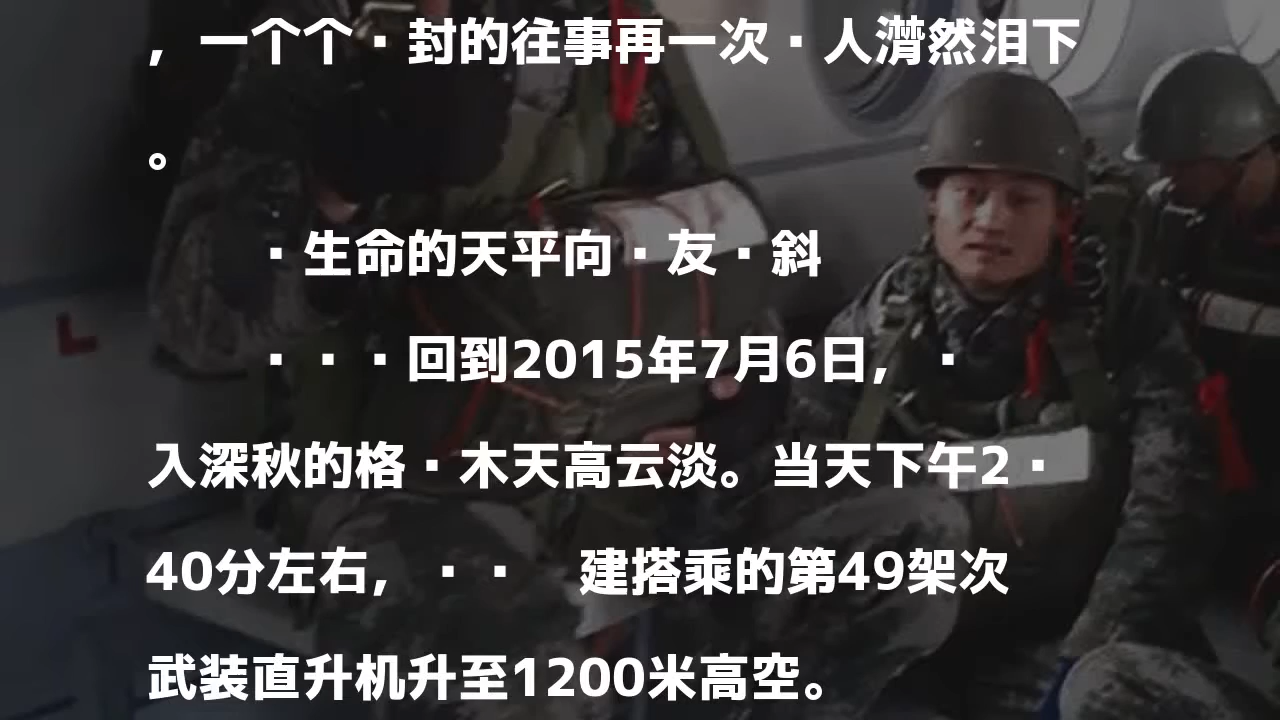 ，一个个·封的往事再一次·人潸然泪下
。
·生命的天平向·友·斜
···回到2015年7月6日，·
入深秋的格·木天高云淡。当天下午2·
40分左右，·· 建搭乘的第49架次
武装直升机升至1200米高空。